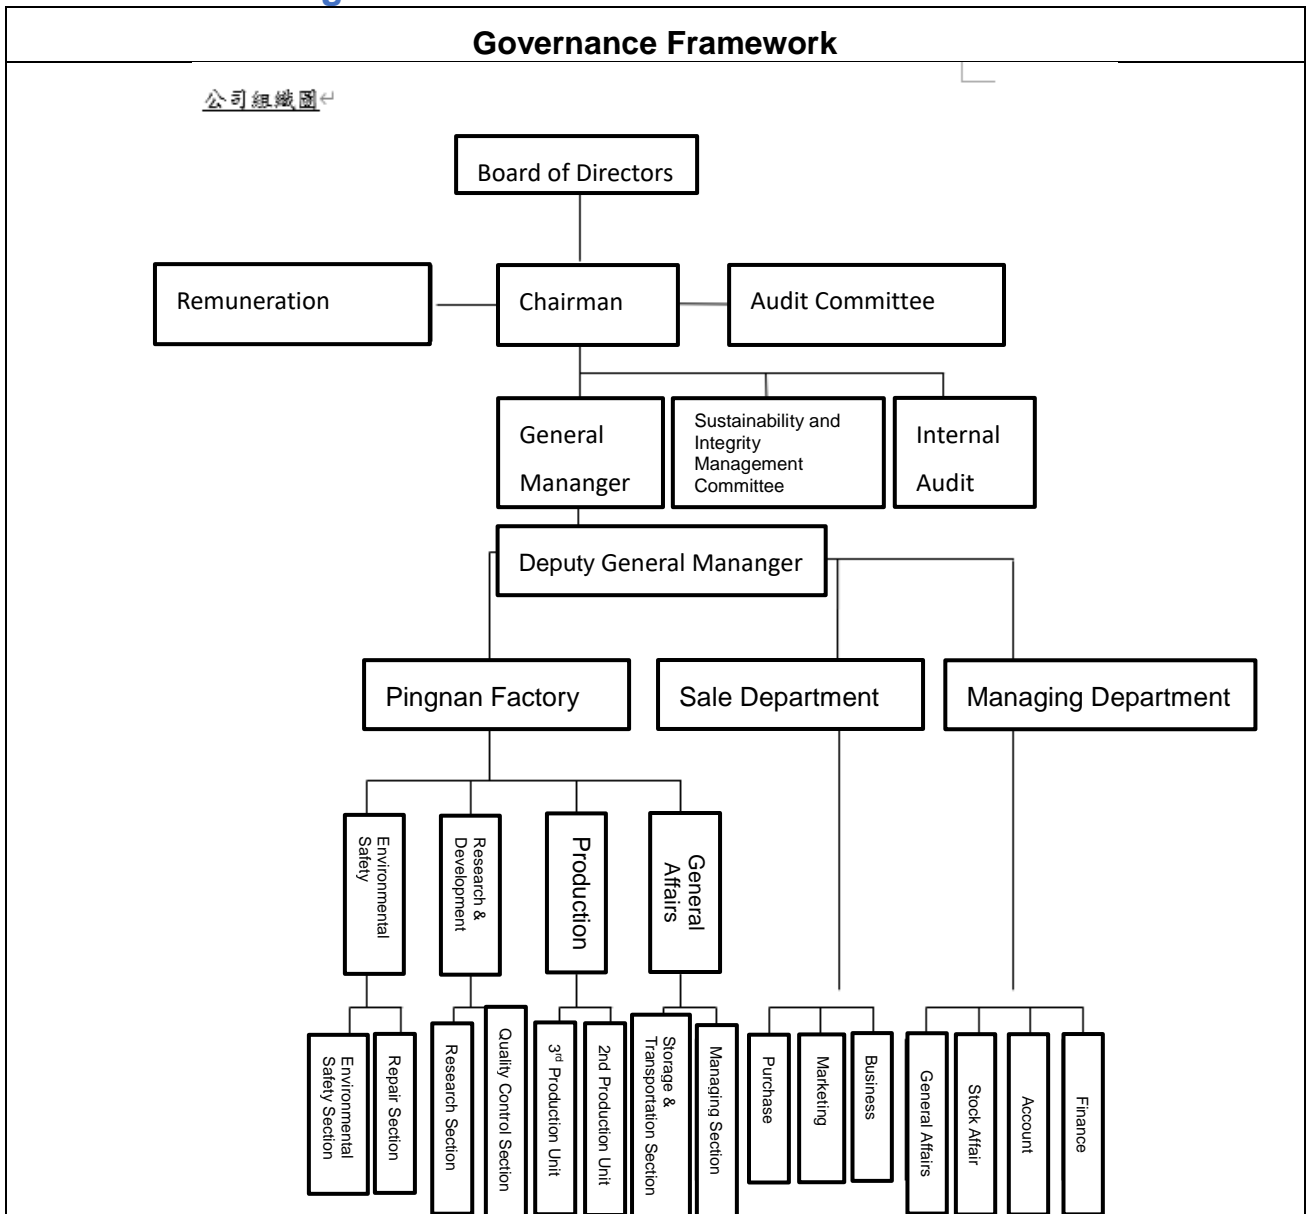 Governance Framework
公司組織圖↵
Board of Directors
Remuneration
Chairman
Audit Committee
General
Mananger
Sustainability and
Integrity
Management
Committee
Internal
Audit
Deputy General Mananger
Pingnan Factory
Sale Department
Managing Department
Environmental
Safety
Research &
Development
Production
General
Affairs
Environmental
Safety Section
Repair Section
Research Section
Quality Control Section
3rd Production Unit
2nd Production Unit
Storage &
Transportation Section
Managing Section
Purchase
Marketing
Business
General Affairs
Stock Affair
Account
Finance